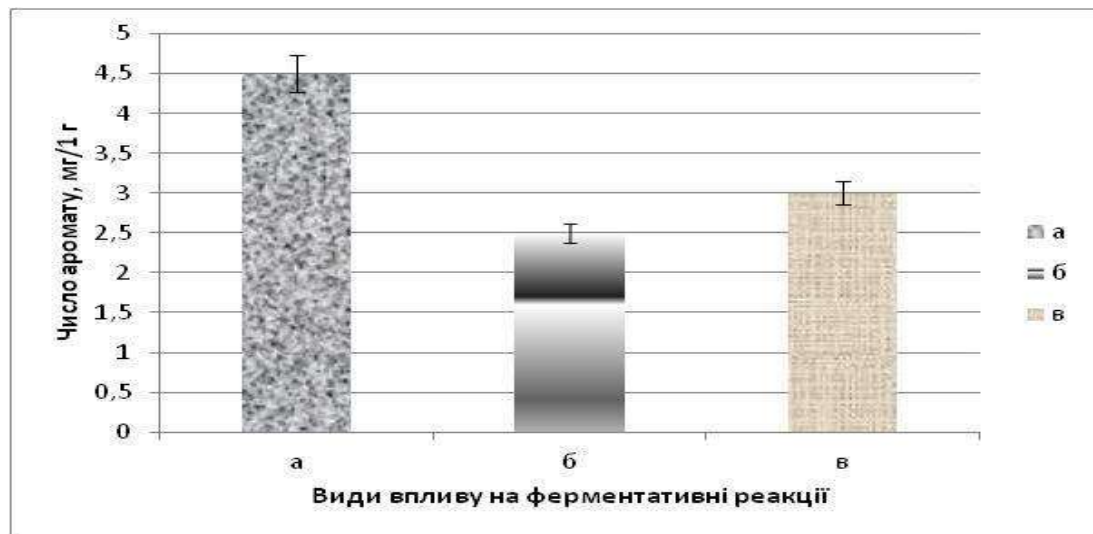 Число аромату, мг/1 г
5
4,5
4
3,5
3
2,5
2
1,5
1
0,5
0
а
б
в
Види впливу на ферментативні реакції
а
б
в